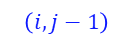 (i, j − 1)